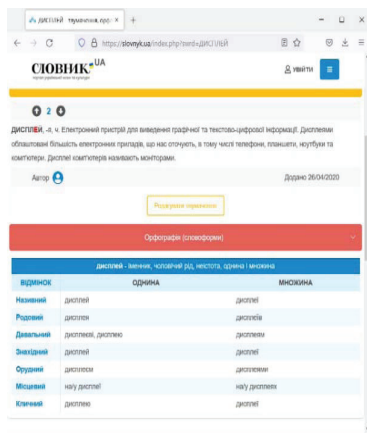 ДИСПЛЕЙ - тлумачення, орф ×
https://slovnyk.ua/index.php?swrd=ДИСПЛЕЙ
СЛОВНИК UA
УВІЙТИ
2
ДИСПЛЕЙ, -я, ч. Електронний пристрій для виведення графічної та текстово-цифрової інформації. Дисплеями
обладнанні більшість електронних приладів, що нас оточують, в тому числі телефони, планшети, ноутбуки та
комп'ютери. Дисплеї комп'ютерів називають моніторами.
Автор
Додано 26/04/2020
Орфографія (словоформи)
дисплей - іменник, чоловічий рід, неістота, однина і множина
ВІДМІНОК ОДНИНА МНОЖИНА
Називний дисплей дисплеї
Родовий дисплея дисплеїв
Давальний дисплеєві, дисплею дисплеям
Знахідний дисплей дисплеї
Орудний дисплеєм дисплеями
Місцевий на/у дисплеї на/у дисплеях
Кличний дисплею дисплеї